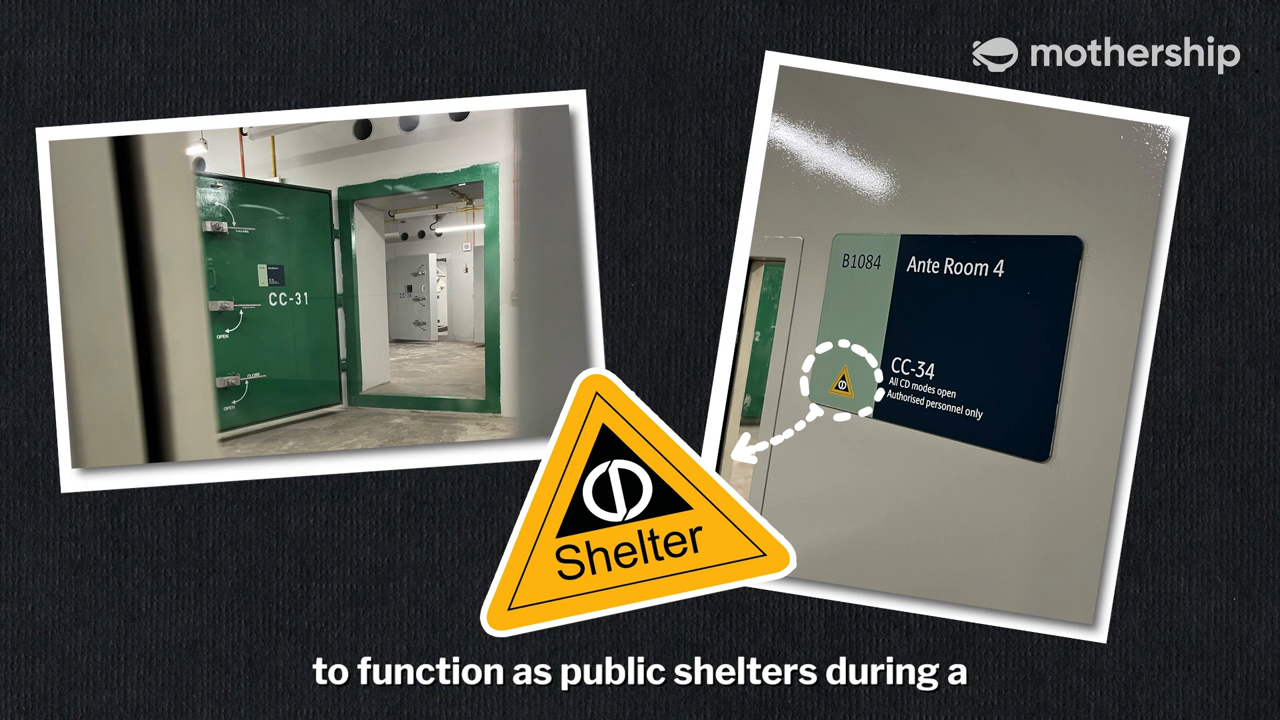 mothership
CC-31
OPEN
OPEN
B1084
Ante Room 4
CC-34
All CD modes open
Authorised personnel only
Shelter
to function as public shelters during a